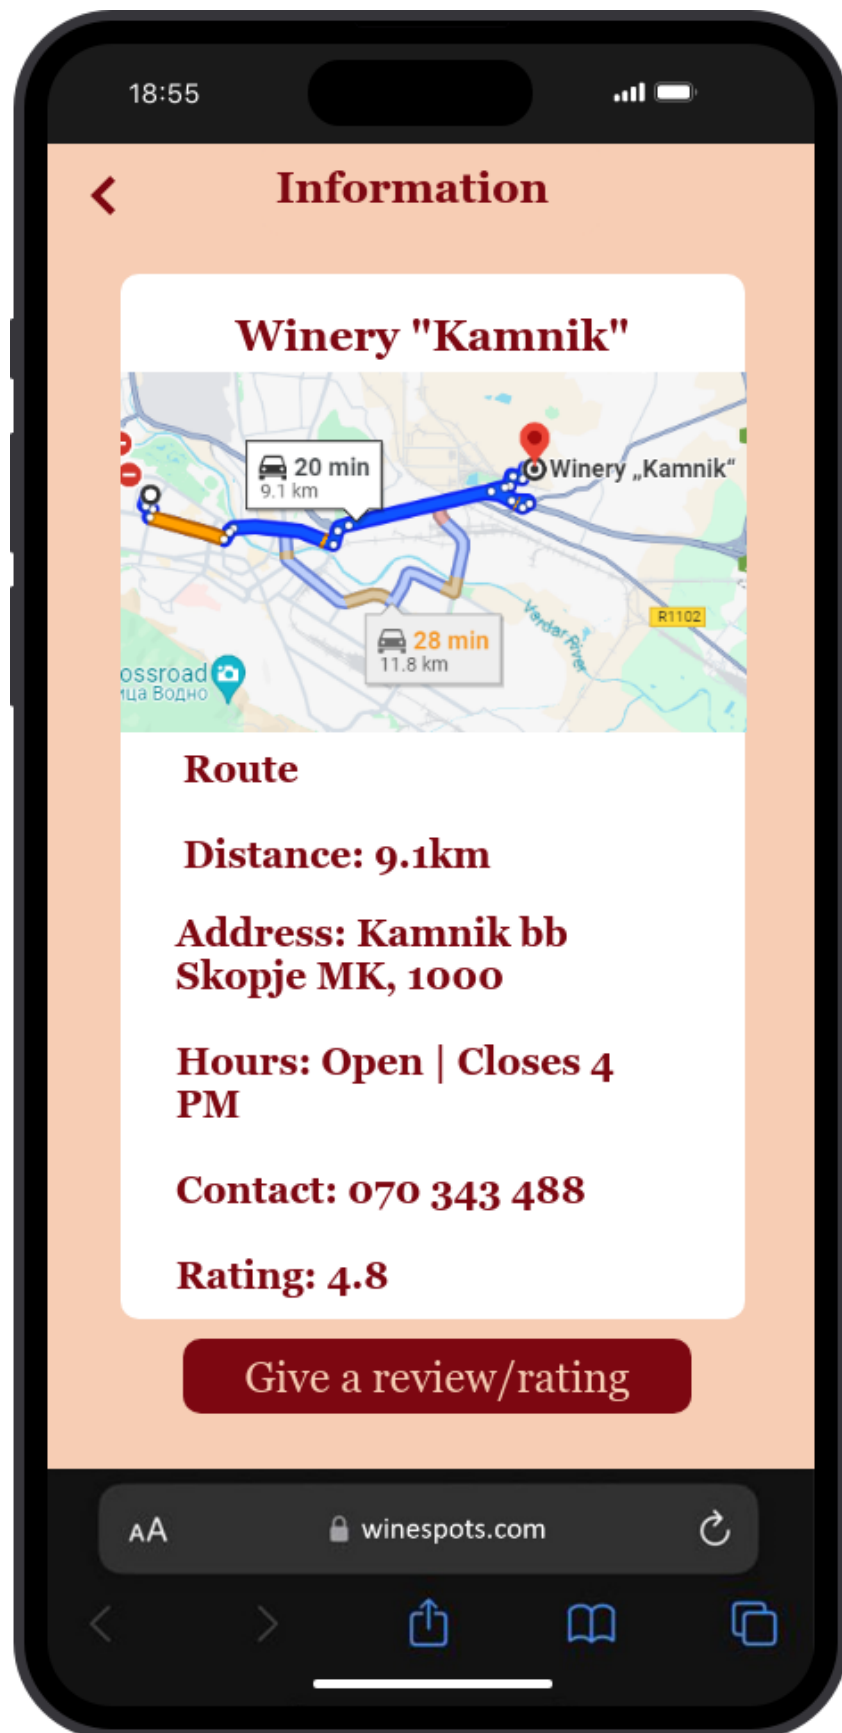 18:55
Information
Winery "Kamnik"
20 min
9.1 km
Winery „Kamnik“
R1102
Vardar River
28 min
11.8 km
ossroad
ица Водно
Route
Distance: 9.1km
Address: Kamnik bb
Skopje MK, 1000
Hours: Open | Closes 4
PM
Contact: 070 343 488
Rating: 4.8
Give a review/rating
AA
winespots.com